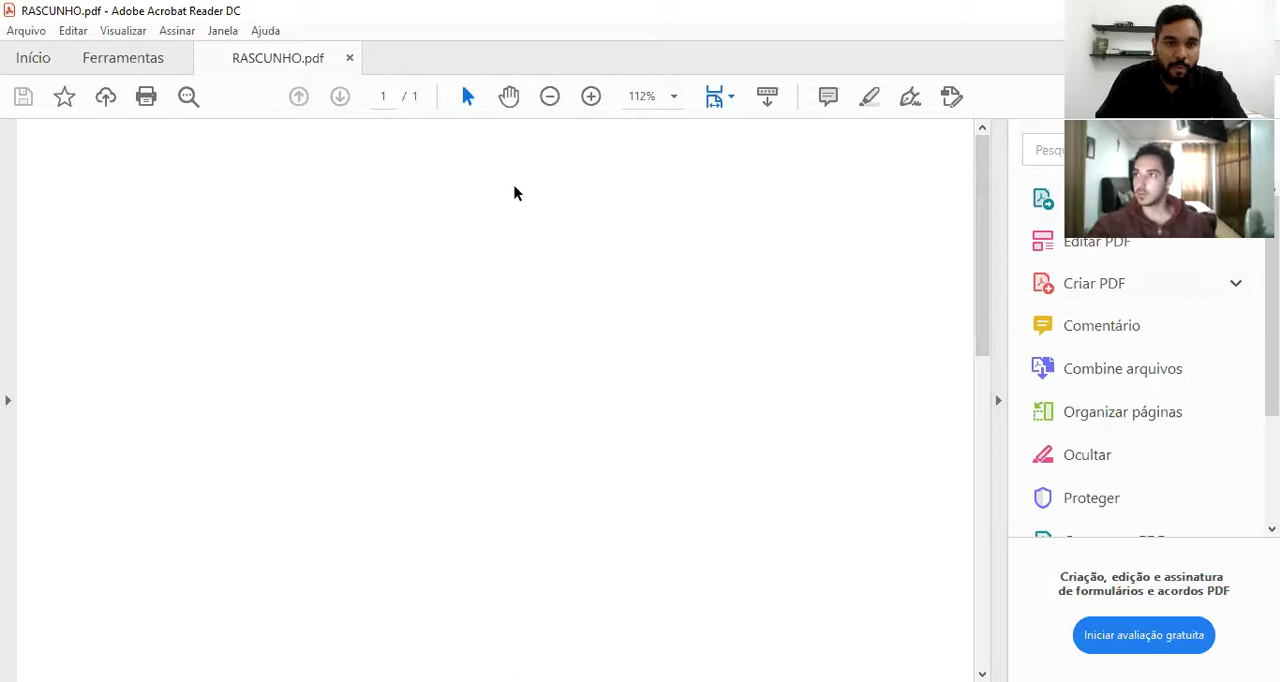 RASCUNHO.pdf - Adobe Acrobat Reader DC
Arquivo Editar Visualizar Assinar Janela Ajuda
Início Ferramentas RASCUNHO.pdf ×
1 / 1 112%
Editar PDF
Criar PDF
Comentário
Combine arquivos
Organizar páginas
Ocultar
Proteger
Criação, edição e assinatura
de formulários e acordos PDF
Iniciar avaliação gratuita